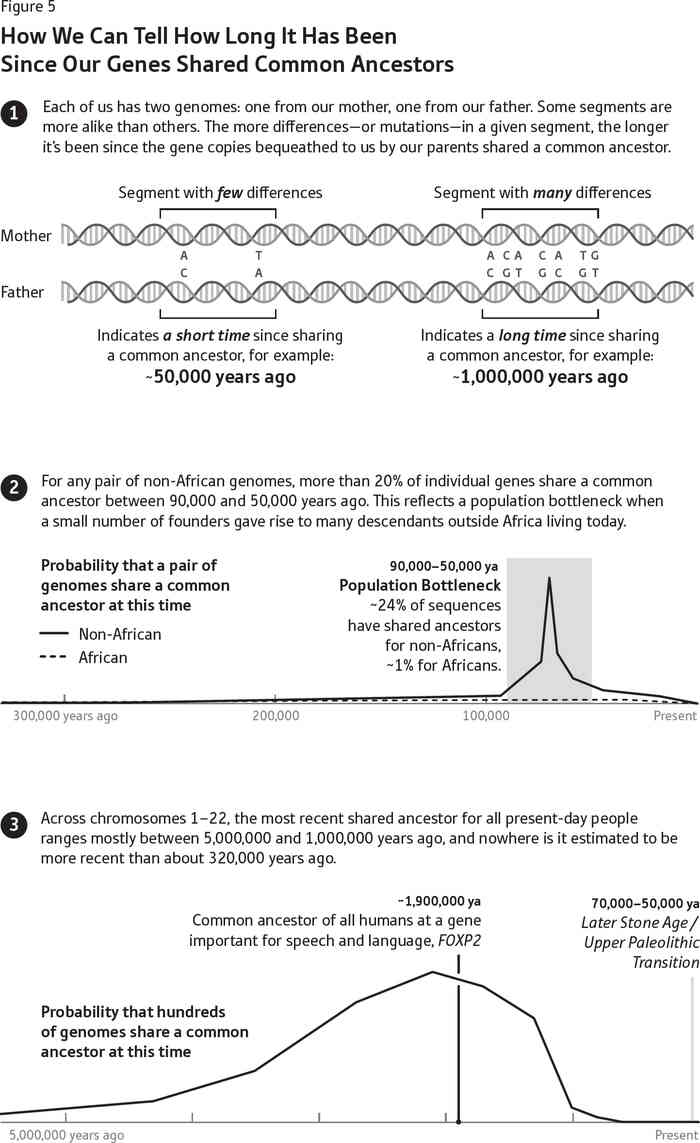 Figure 5
How We Can Tell How Long It Has Been
Since Our Genes Shared Common Ancestors
1
Each of us has two genomes: one from our mother, one from our father. Some segments are
more alike than others. The more differences—or mutations—in a given segment, the longer
it's been since the gene copies bequeathed to us by our parents shared a common ancestor.
Segment with few differences
Segment with many differences
Mother
A T A C A C A T G
C A C G T G C G T
Father
Indicates a short time since sharing
a common ancestor, for example:
~50,000 years ago
Indicates a long time since sharing
a common ancestor, for example:
~1,000,000 years ago
2
For any pair of non-African genomes, more than 20% of individual genes share a common
ancestor between 90,000 and 50,000 years ago. This reflects a population bottleneck when
a small number of founders gave rise to many descendants outside Africa living today.
Probability that a pair of
genomes share a common
ancestor at this time
Non-African
African
90,000–50,000 ya
Population Bottleneck
~24% of sequences
have shared ancestors
for non-Africans,
~1% for Africans.
300,000 years ago 200,000 100,000 Present
3
Across chromosomes 1–22, the most recent shared ancestor for all present-day people
ranges mostly between 5,000,000 and 1,000,000 years ago, and nowhere is it estimated to be
more recent than about 320,000 years ago.
~1,900,000 ya
Common ancestor of all humans at a gene
important for speech and language, FOXP2
70,000–50,000 ya
Later Stone Age /
Upper Paleolithic
Transition
Probability that hundreds
of genomes share a common
ancestor at this time
5,000,000 years ago Present